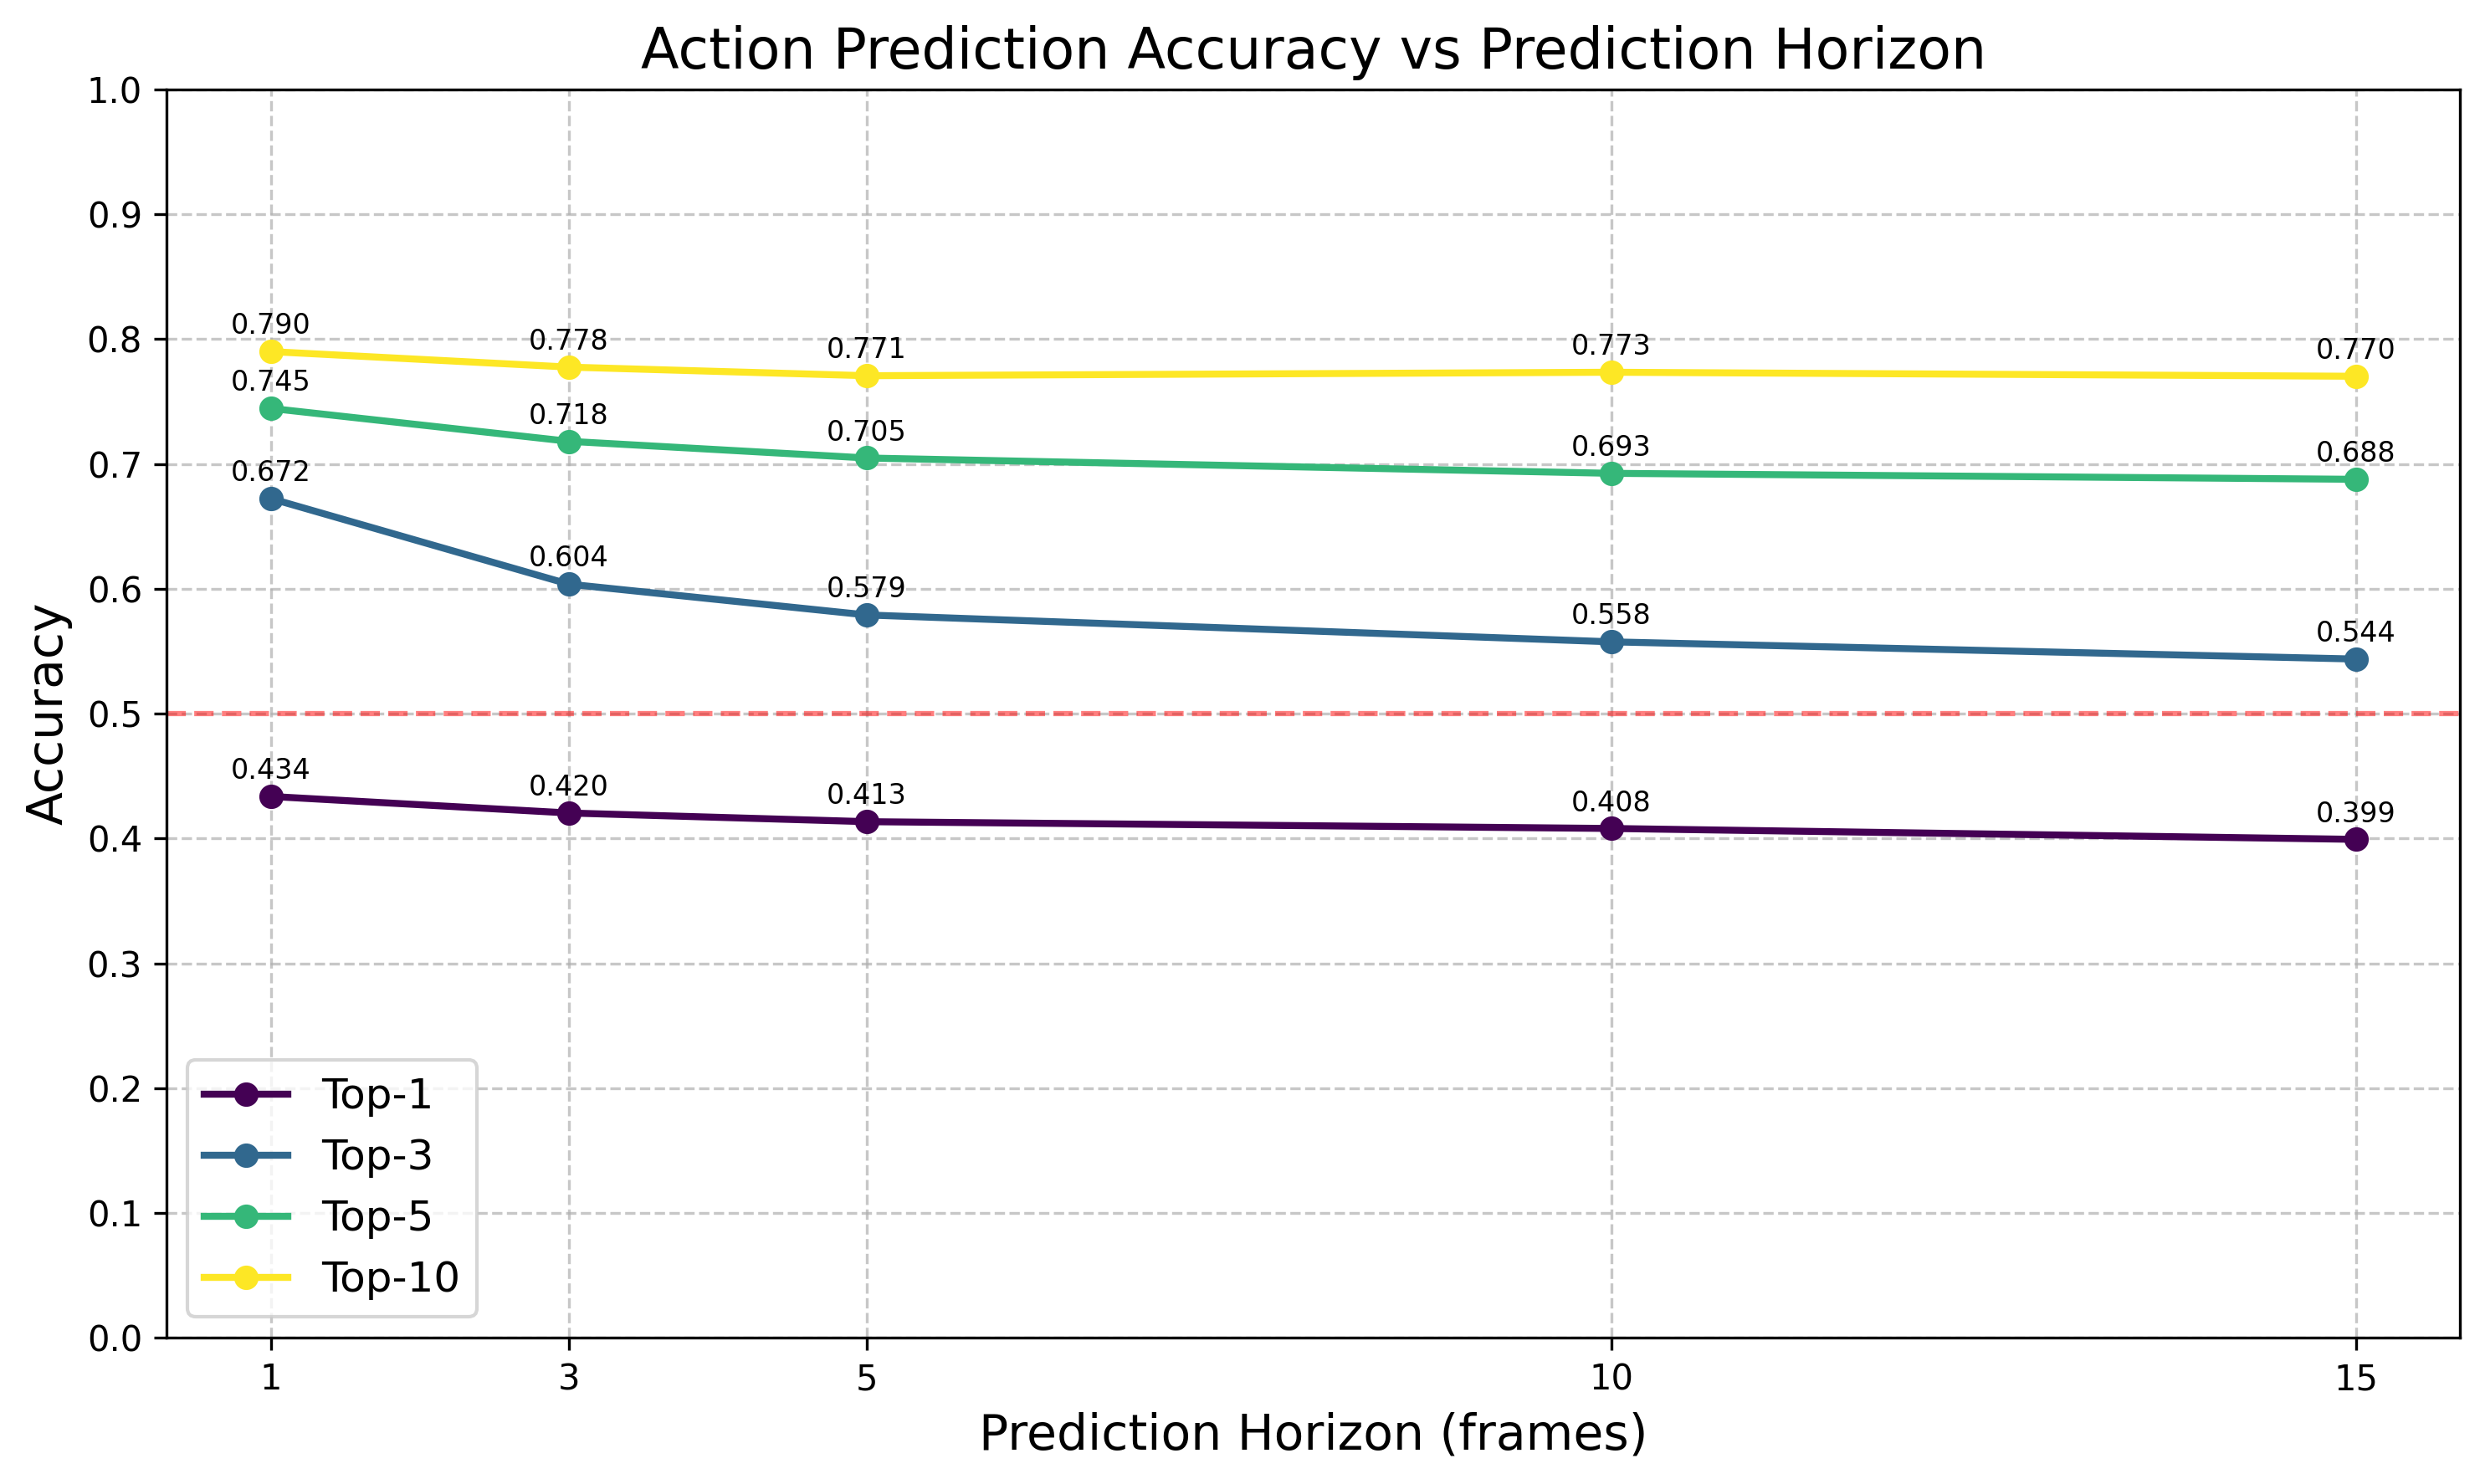 Action Prediction Accuracy vs Prediction Horizon
Accuracy
1.0
0.9
0.8
0.7
0.6
0.5
0.4
0.3
0.2
0.1
0.0
0.790 0.778 0.771 0.773 0.770
0.745 0.718 0.705 0.693 0.688
0.672 0.604 0.579 0.558 0.544
0.434 0.420 0.413 0.408 0.399
Top-1
Top-3
Top-5
Top-10
1 3 5 10 15
Prediction Horizon (frames)